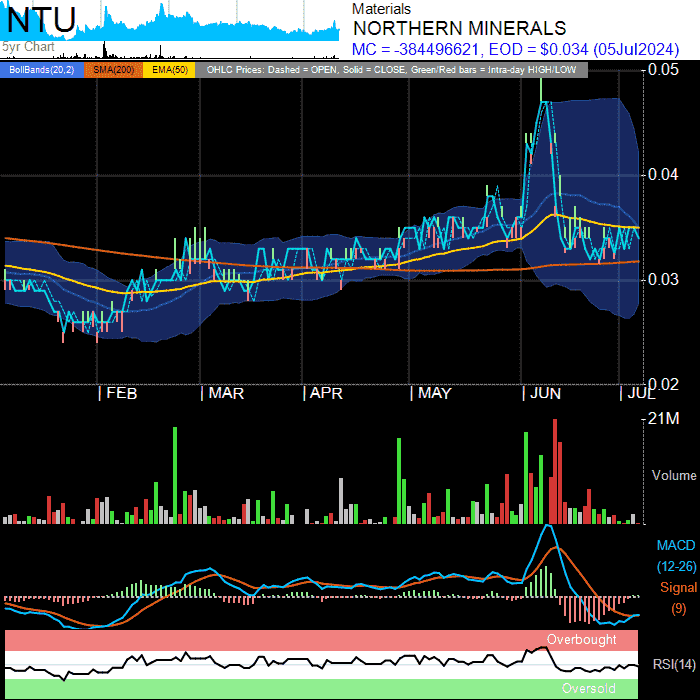 NTU
5yr Chart
Materials
NORTHERN MINERALS
MC = -384496621, EOD = $0.034 (05Jul2024)
BollBands(20,2) SMA(200) EMA(50) OHLC Prices: Dashed = OPEN, Solid = CLOSE, Green/Red bars = Intra-day HIGH/LOW
0.05
0.04
0.03
0.02
FEB MAR APR MAY JUN JUL
21M
Volume
MACD
(12-26)
Signal
(9)
Overbought
RSI(14)
Oversold